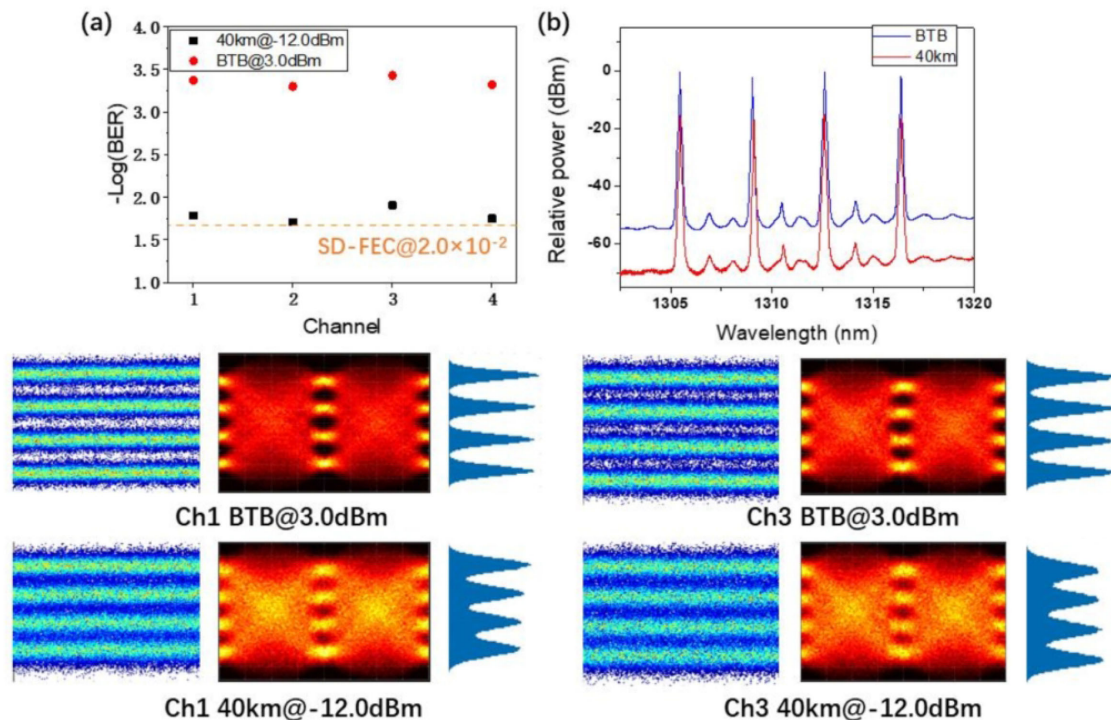 (a)
4.0
3.5
3.0
2.5
2.0
1.5
1.0
-Log(BER)
40km@-12.0dBm
BTB@3.0dBm
SD-FEC@2.0×10⁻²
1 2 3 4
Channel
(b)
BTB
40km
0
-20
-40
-60
Relative power (dBm)
1305 1310 1315 1320
Wavelength (nm)
Ch1 BTB@3.0dBm
Ch3 BTB@3.0dBm
Ch1 40km@-12.0dBm
Ch3 40km@-12.0dBm